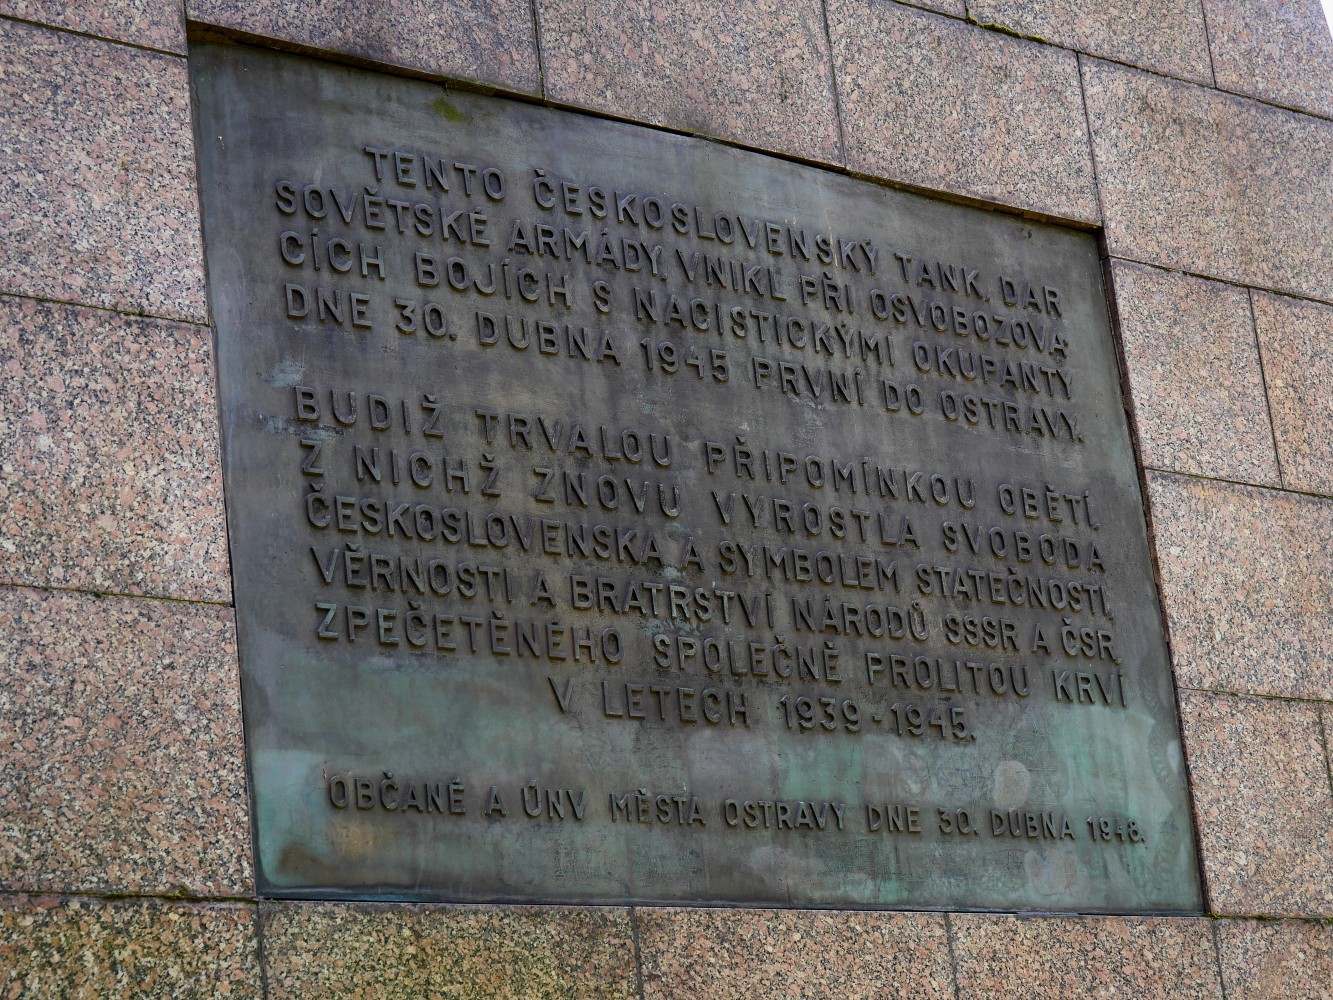 TENTO ČESKOSLOVENSKÝ TANK, DAR
SOVĚTSKÉ ARMÁDY, VNIKL PŘI OSVOBOZOVA-
CÍCH BOJÍCH S NACISTICKÝMI OKUPANTY
DNE 30. DUBNA 1945 PRVNÍ DO OSTRAVY.
BUDIŽ TRVALOU PŘIPOMÍNKOU OBĚTÍ,
Z NICHŽ ZNOVU VYROSTLA SVOBODA
ČESKOSLOVENSKA A SYMBOLEM STATEČNOSTI,
VĚRNOSTI A BRATRSTVÍ NÁRODŮ SSSR A ČSR,
ZPEČETĚNÉHO SPOLEČNĚ PROLITOU KRVÍ
V LETECH 1939-1945.
OBČANÉ A ÚNV MĚSTA OSTRAVY DNE 30. DUBNA 1948.